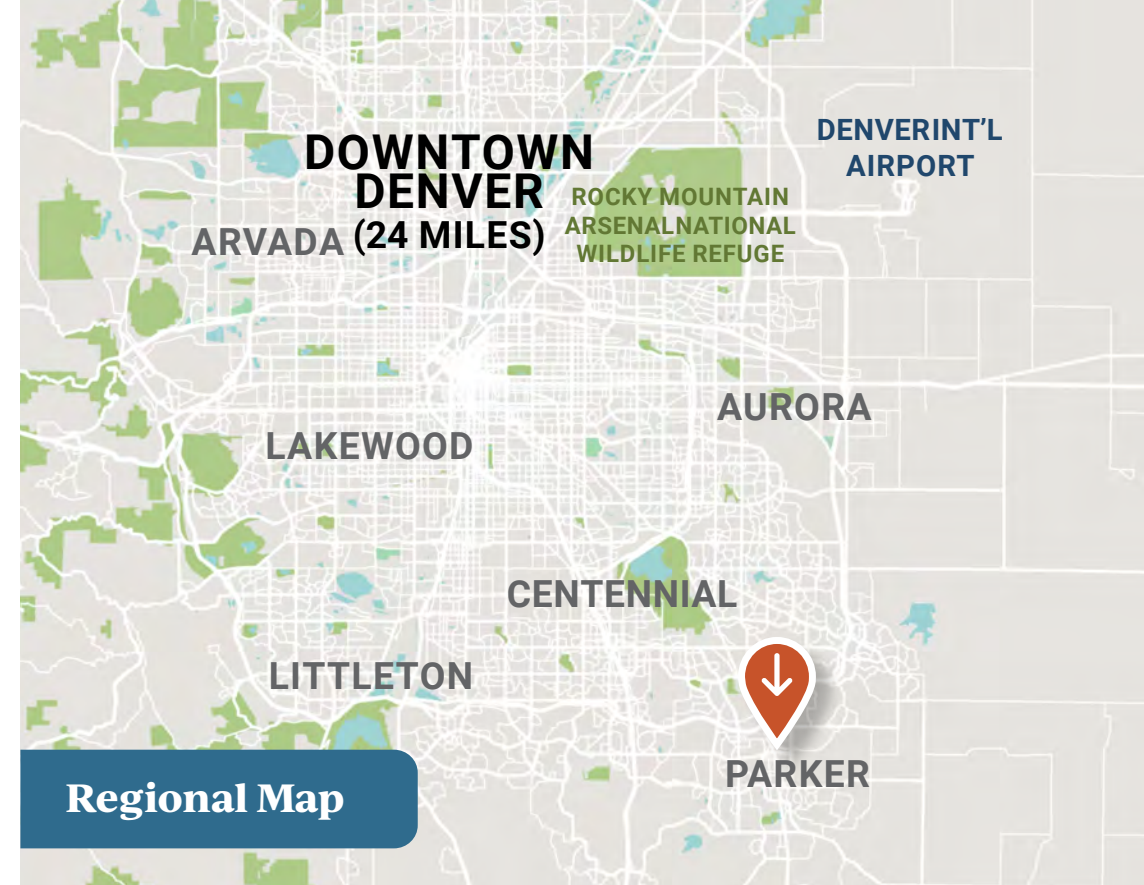 DENVERINT’L
AIRPORT
DOWNTOWN
DENVER
(24 MILES)
ROCKY MOUNTAIN
ARSENALNATIONAL
WILDLIFE REFUGE
ARVADA
AURORA
LAKEWOOD
CENTENNIAL
LITTLETON
PARKER
Regional Map